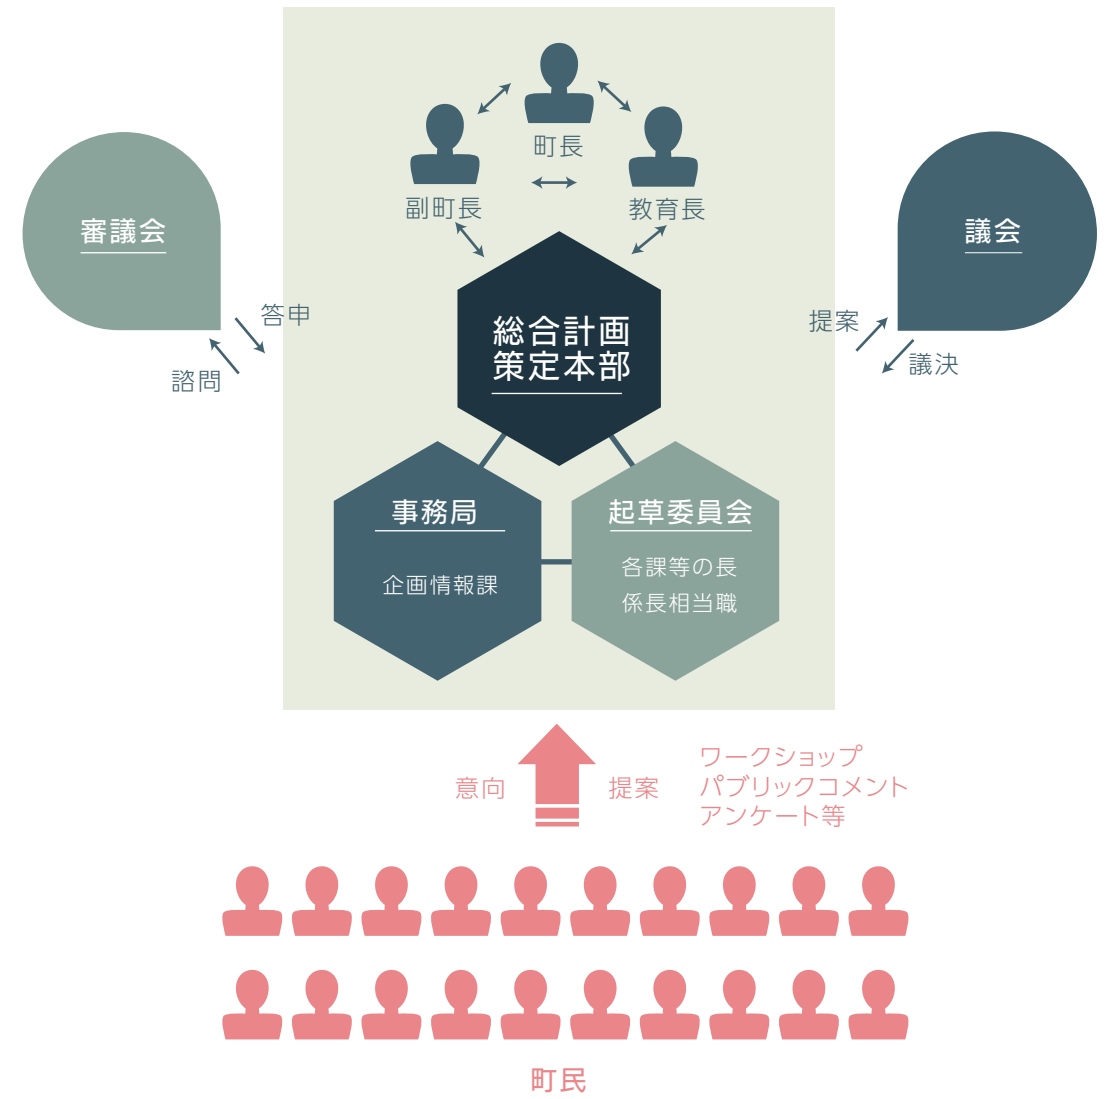 町長
副町長
教育長
審議会
議会
答申
諮問
提案
議決
総合計画
策定本部
事務局
企画情報課
起草委員会
各課等の長
係長相当職
意向
提案
ワークショップ
パブリックコメント
アンケート等
町民